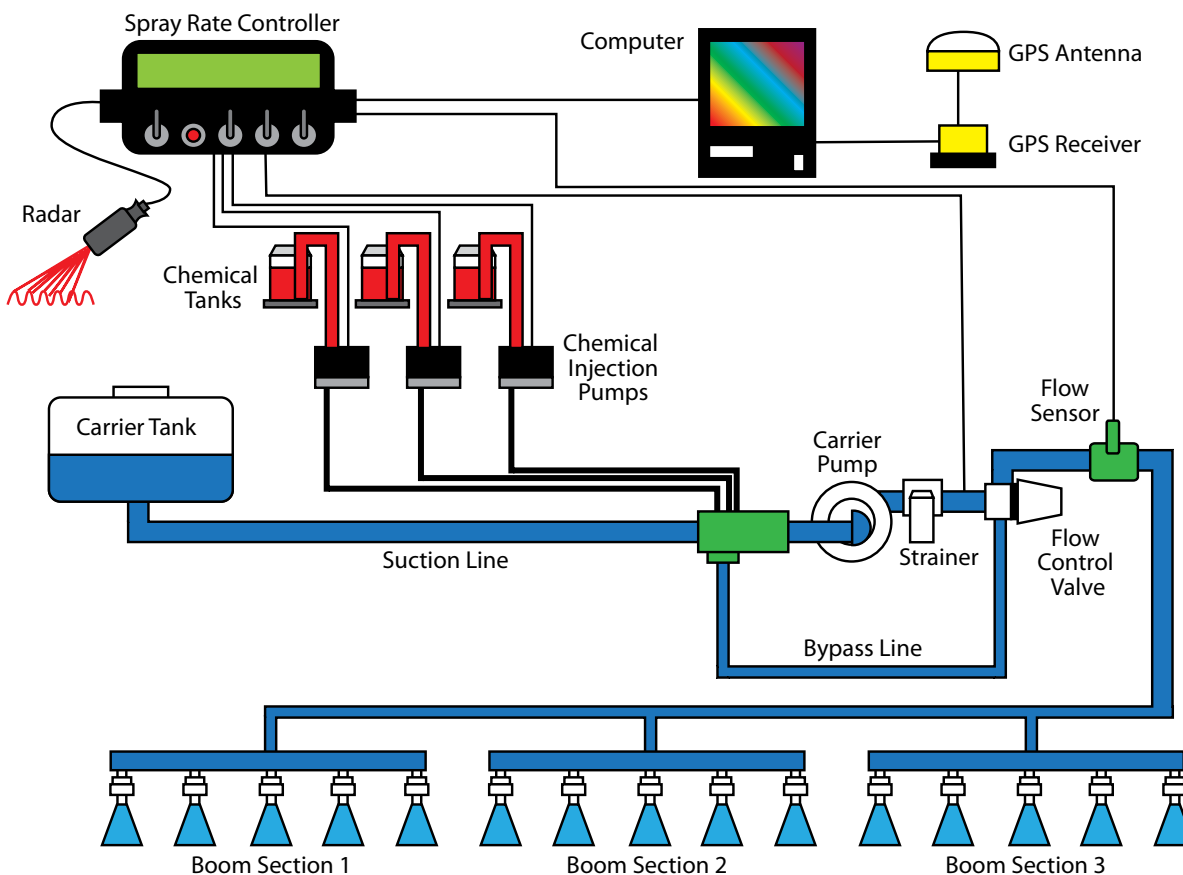 Spray Rate Controller
Computer
GPS Antenna
GPS Receiver
Radar
Chemical
Tanks
Chemical
Injection
Pumps
Flow
Sensor
Carrier Tank
Carrier
Pump
Suction Line
Strainer
Flow
Control
Valve
Bypass Line
Boom Section 1
Boom Section 2
Boom Section 3